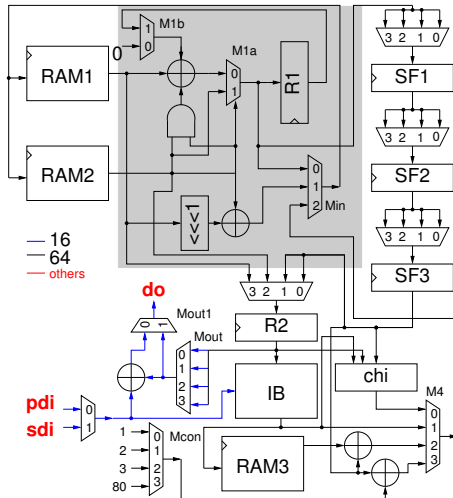 M1b
1
0
0
M1a
0
1
R1
RAM1
RAM2
<<<1
0
1
2
Min
3 2 1 0
SF1
3 2 1 0
SF2
3 2 1 0
SF3
16
64
others
3 2 1 0
R2
do
0 1
Mout1
Mout
0
1
2
3
IB
chi
pdi
sdi
0
1
Mcon
1
2
3
80
0
1
2
3
RAM3
M4
0
1
2
3